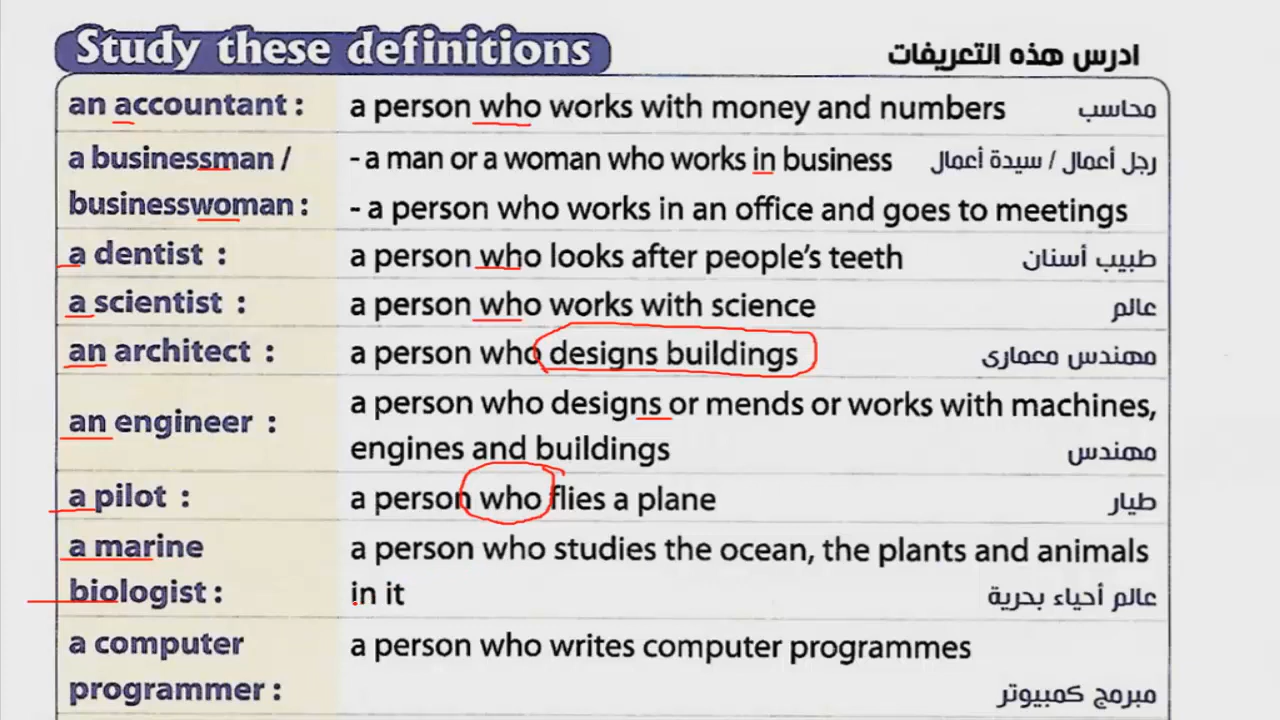 Study these definitions ادرس هذه التعريفات
an accountant : a person who works with money and numbers محاسب
a businessman / - a man or a woman who works in business رجل أعمال / سيدة أعمال
businesswoman : - a person who works in an office and goes to meetings
a dentist : a person who looks after people's teeth طبيب أسنان
a scientist : a person who works with science عالم
an architect : a person who designs buildings مهندس معمارى
an engineer : a person who designs or mends or works with machines,
engines and buildings مهندس
a pilot : a person who flies a plane طيار
a marine a person who studies the ocean, the plants and animals
biologist : in it عالم أحياء بحرية
a computer a person who writes computer programmes
programmer : مبرمج كمبيوتر